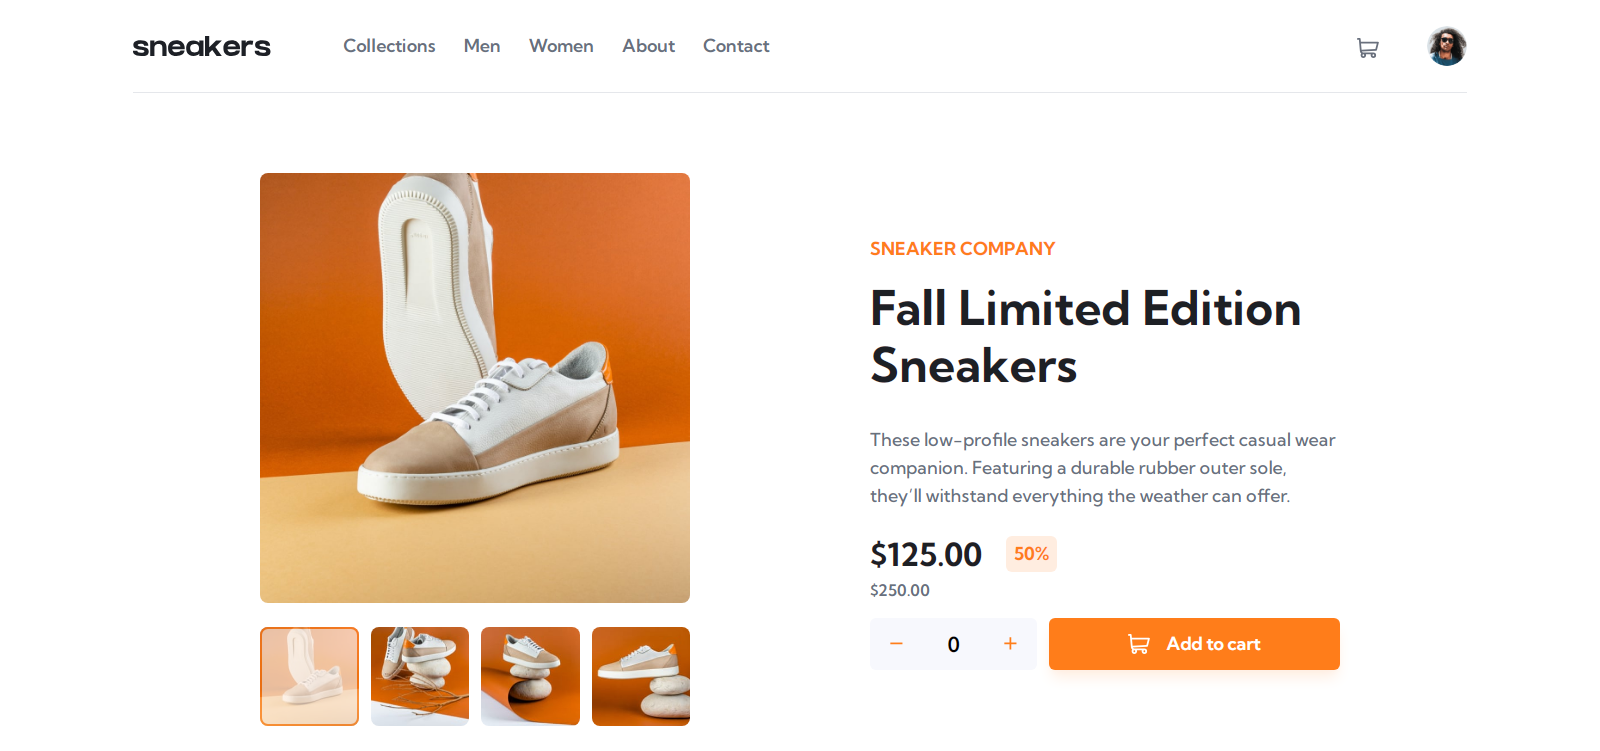 sneakers
Collections Men Women About Contact
SNEAKER COMPANY
Fall Limited Edition
Sneakers
These low-profile sneakers are your perfect casual wear
companion. Featuring a durable rubber outer sole,
they’ll withstand everything the weather can offer.
$125.00 50%
$250.00
− 0 +
Add to cart